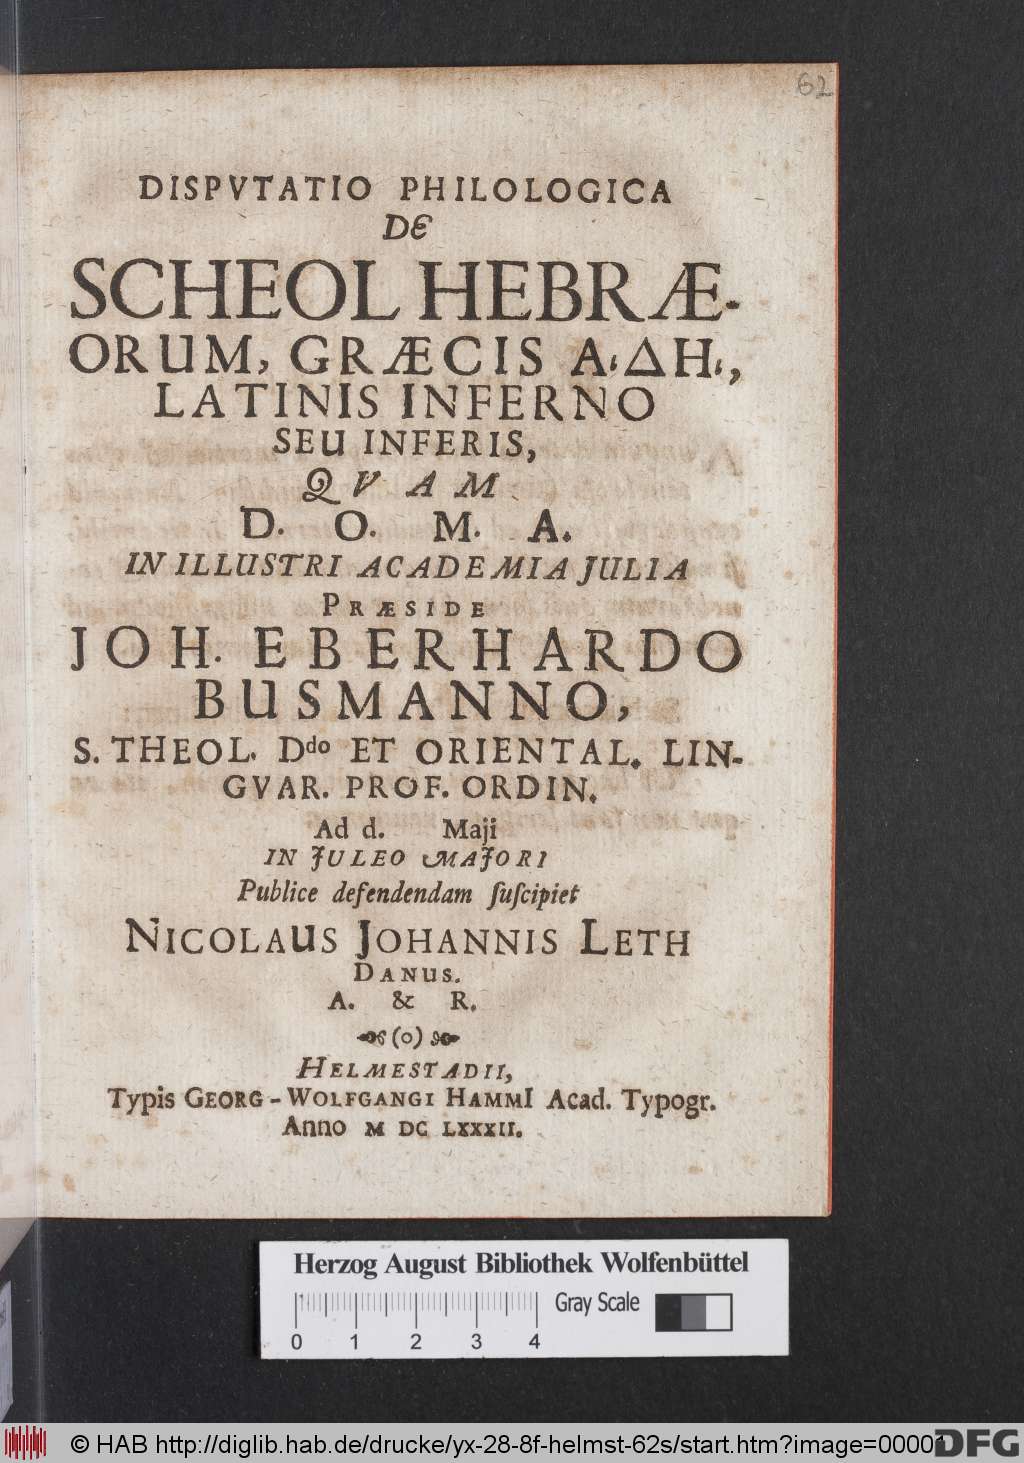 62
DISPVTATIO PHILOLOGICA
DE
SCHEOL HEBRÆ-
ORUM, GRÆCIS AͺΔHͺ,
LATINIS INFERNO
SEU INFERIS,
QVAM
D. O. M. A.
IN ILLUSTRI ACADEMIA JULIA
PRÆSIDE
JOH. EBERHARDO
BUSMANNO,
S. THEOL. Ddo ET ORIENTAL. LIN-
GVAR. PROF. ORDIN.
Ad d. Maji
IN JULEO MAJORI
Publice defendendam ſuſcipiet
NICOLAUS JOHANNIS LETH
DANUS.
A. & R.
(o)
HELMESTADII,
Typis GEORG-WOLFGANGI HAMMI Acad. Typogr.
Anno M DC LXXXII.
Herzog August Bibliothek Wolfenbüttel
Gray Scale
0 1 2 3 4
© HAB http://diglib.hab.de/drucke/yx-28-8f-helmst-62s/start.htm?image=00001
DFG